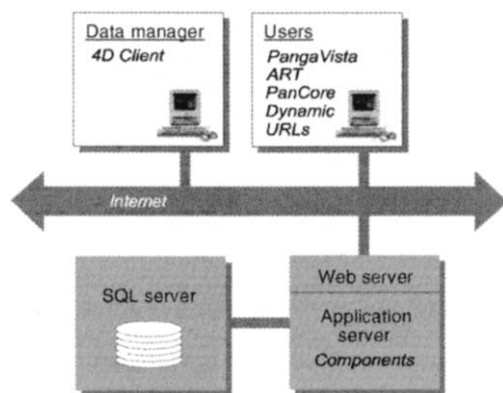 Data manager
4D Client
Users
PangaVista
ART
PanCore
Dynamic
URLs
Internet
SQL server
Web server
Application
server
Components